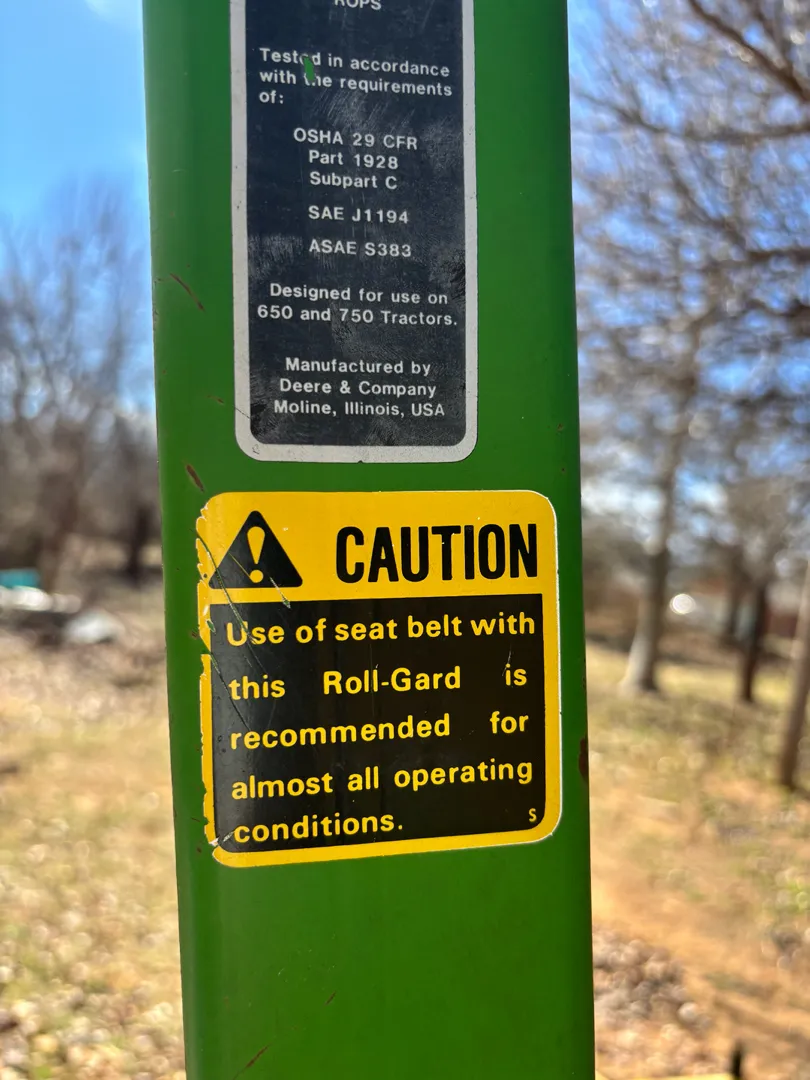 ROPS
Tested in accordance
with the requirements
of:
OSHA 29 CFR
Part 1928
Subpart C
SAE J1194
ASAE S383
Designed for use on
650 and 750 Tractors.
Manufactured by
Deere & Company
Moline, Illinois, USA
CAUTION
Use of seat belt with
this Roll-Gard is
recommended for
almost all operating
conditions.
S